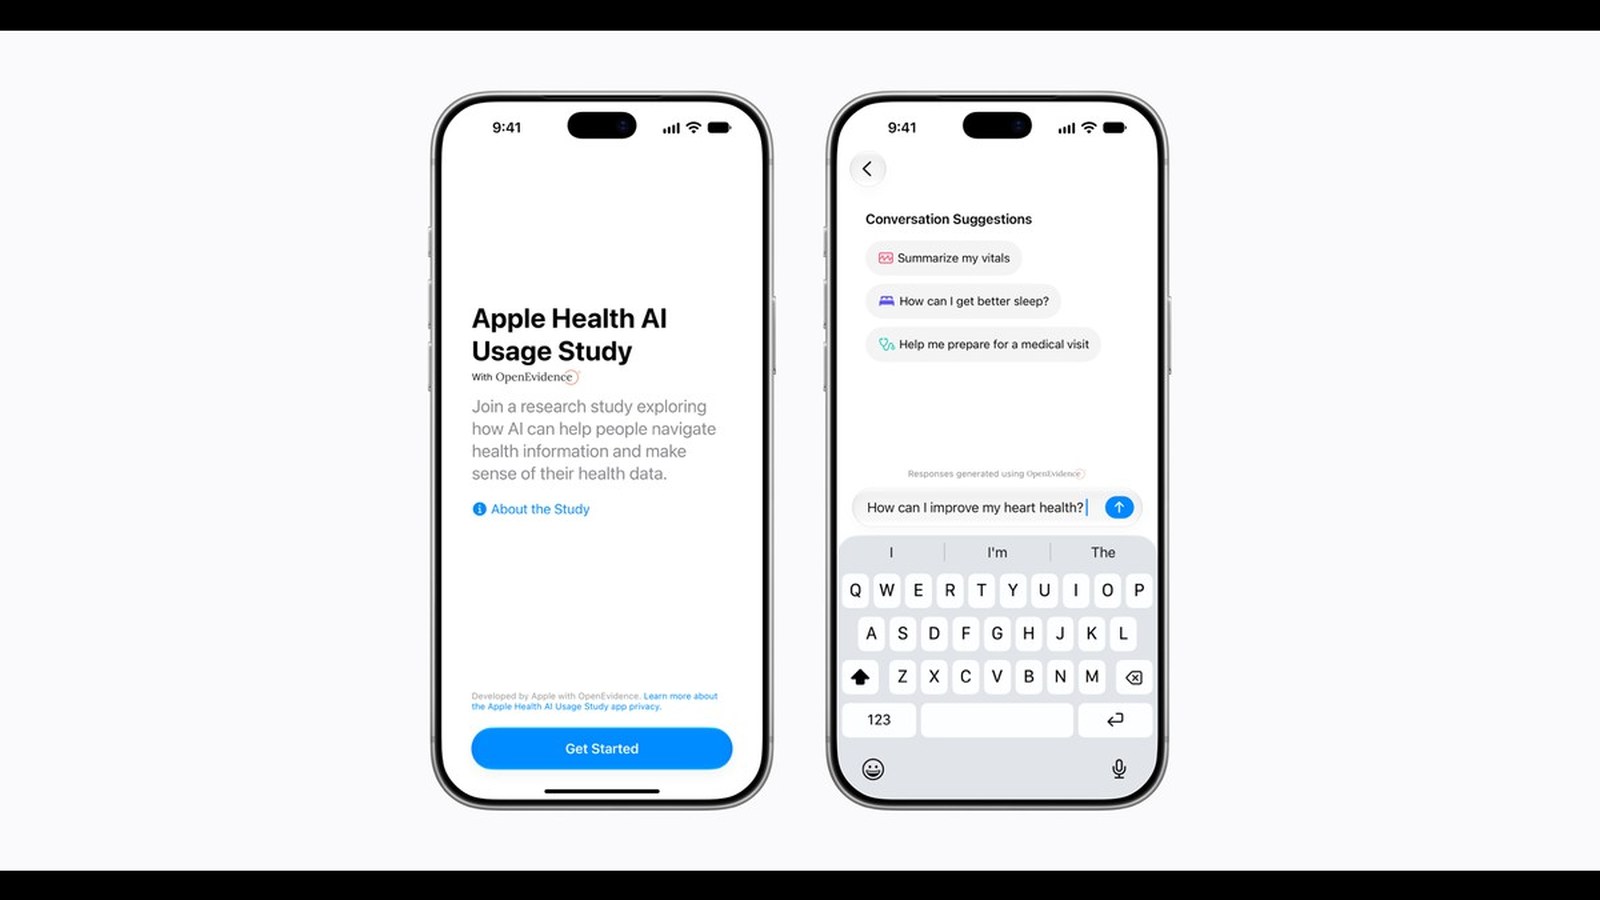 9:41
Apple Health AI
Usage Study
With OpenEvidence
Join a research study exploring
how AI can help people navigate
health information and make
sense of their health data.
About the Study
Developed by Apple with OpenEvidence. Learn more about
the Apple Health AI Usage Study app privacy.
Get Started
9:41
Conversation Suggestions
Summarize my vitals
How can I get better sleep?
Help me prepare for a medical visit
Responses generated using OpenEvidence
How can I improve my heart health?
I I'm The
Q W E R T Y U I O P
A S D F G H J K L
Z X C V B N M
123